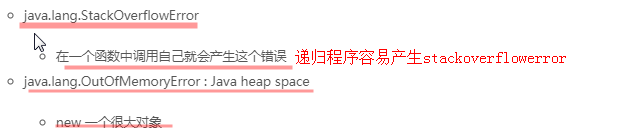 java.lang.StackOverflowError
在一个函数中调用自己就会产生这个错误 递归程序容易产生stackoverflowerror
java.lang.OutOfMemoryError : Java heap space
new 一个很大对象